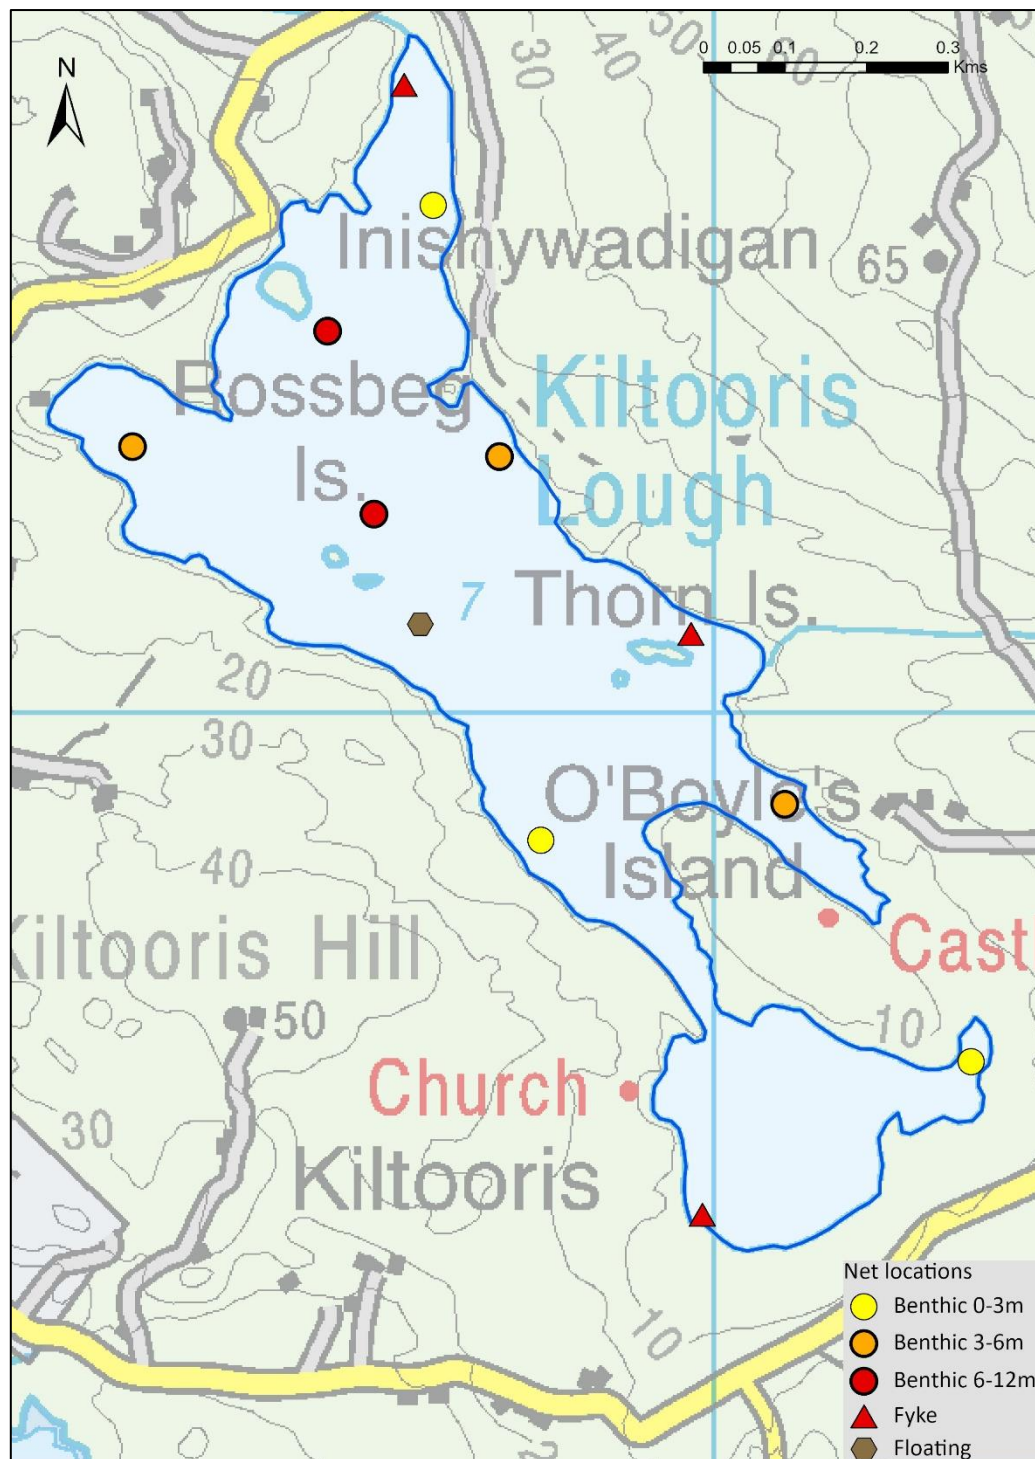 50
40
30
60
N
0 0.05 0.1 0.2 0.3
Kms
Inishywadigan
65
Rossbeg
Is.
Kiltooris
Lough
7
Thorn Is.
20
30
O'Boyle's
Island
40
Kiltooris Hill
Cast
50
10
Church
30
Kiltooris
10
Net locations
Benthic 0-3m
Benthic 3-6m
Benthic 6-12m
Fyke
Floating